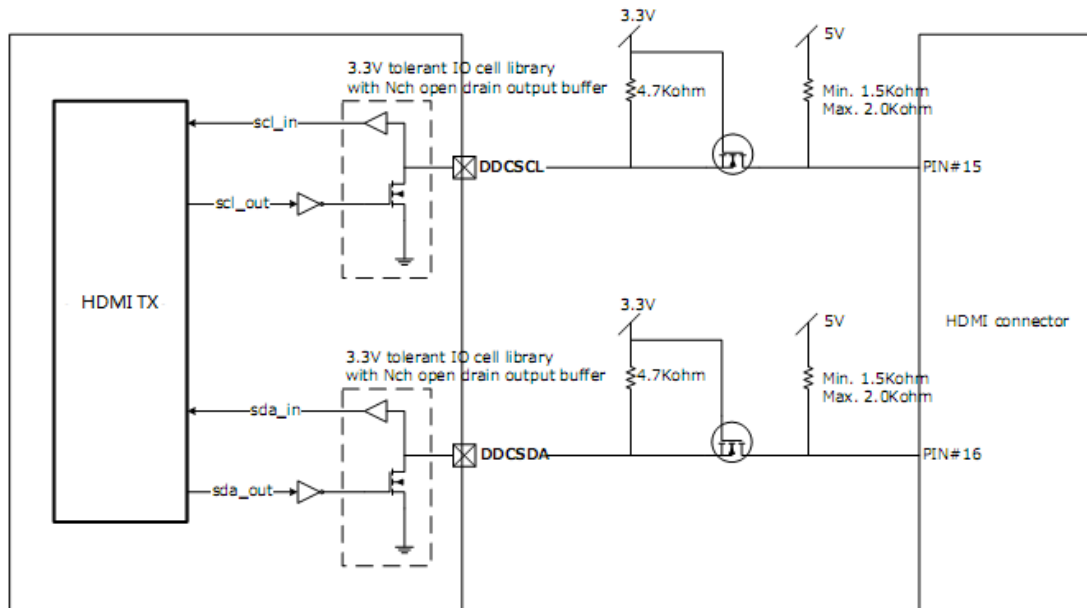 3.3V
5V
3.3V tolerant IO cell library
with Nch open drain output buffer
4.7Kohm
Min. 1.5Kohm
Max. 2.0Kohm
scl_in
DDCSCL
PIN#15
scl_out
HDMI TX
3.3V
5V
HDMI connector
3.3V tolerant IO cell library
with Nch open drain output buffer
4.7Kohm
Min. 1.5Kohm
Max. 2.0Kohm
sda_in
DDCSDA
PIN#16
sda_out